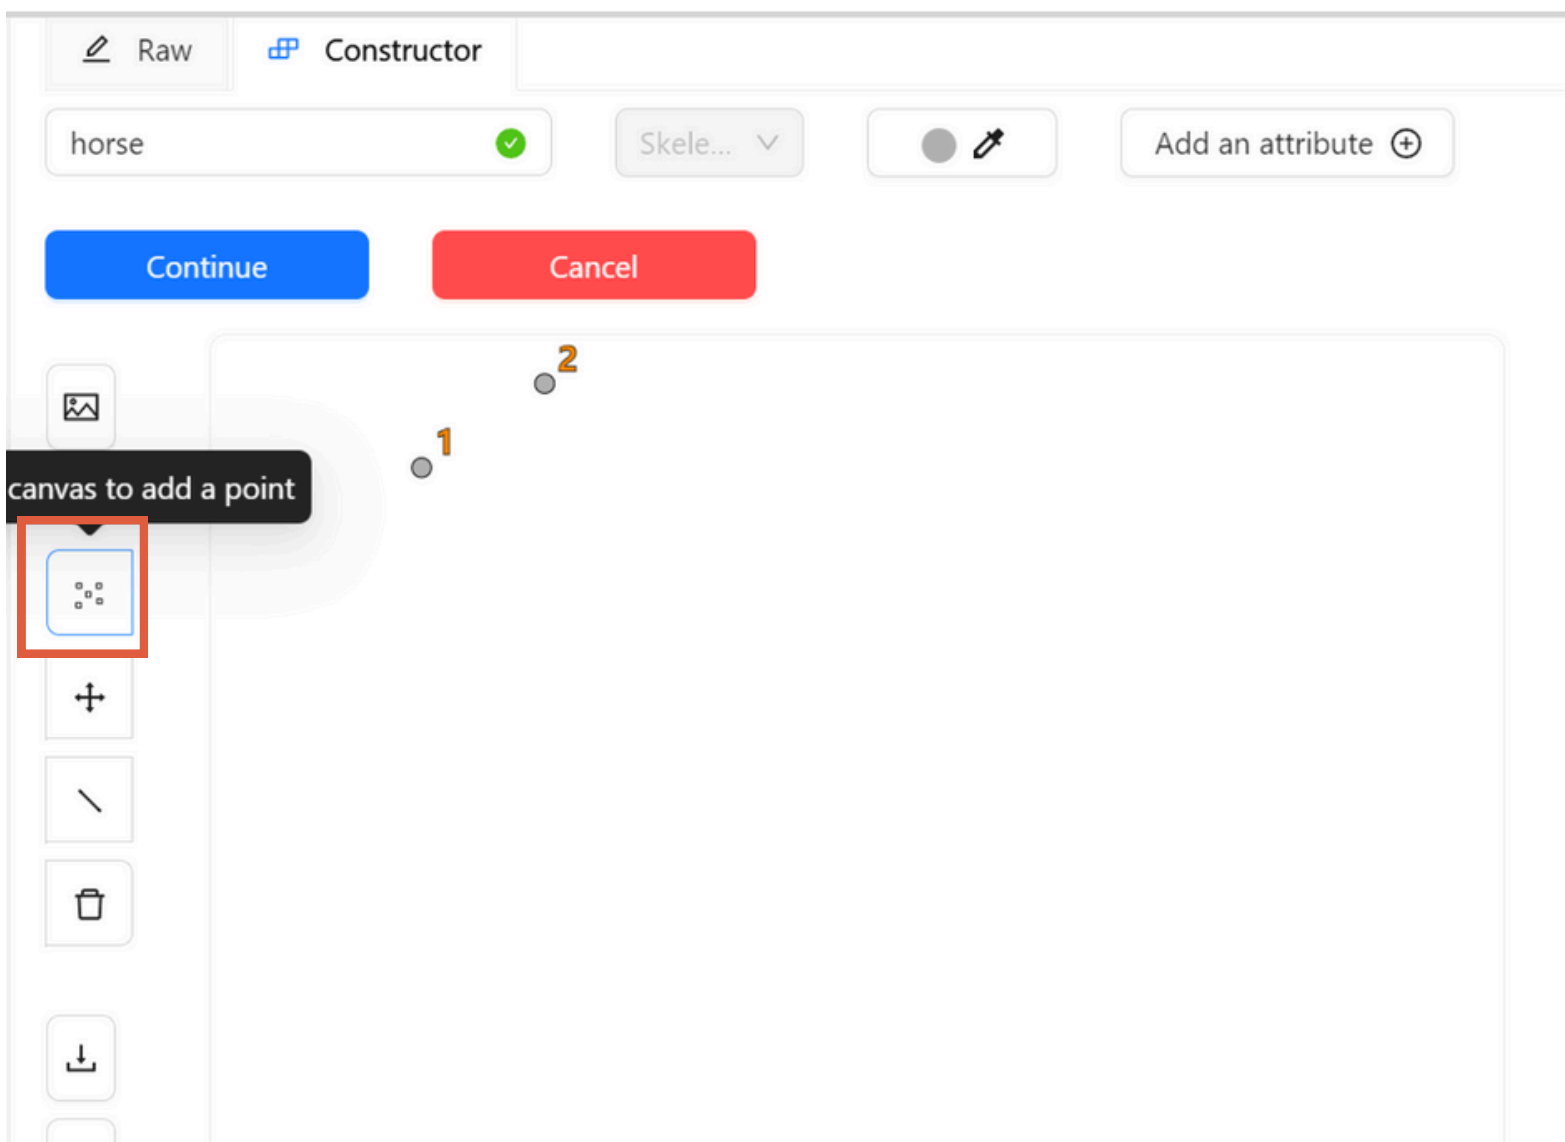 Raw Constructor
horse Skele... Add an attribute
Continue Cancel
2
1
canvas to add a point